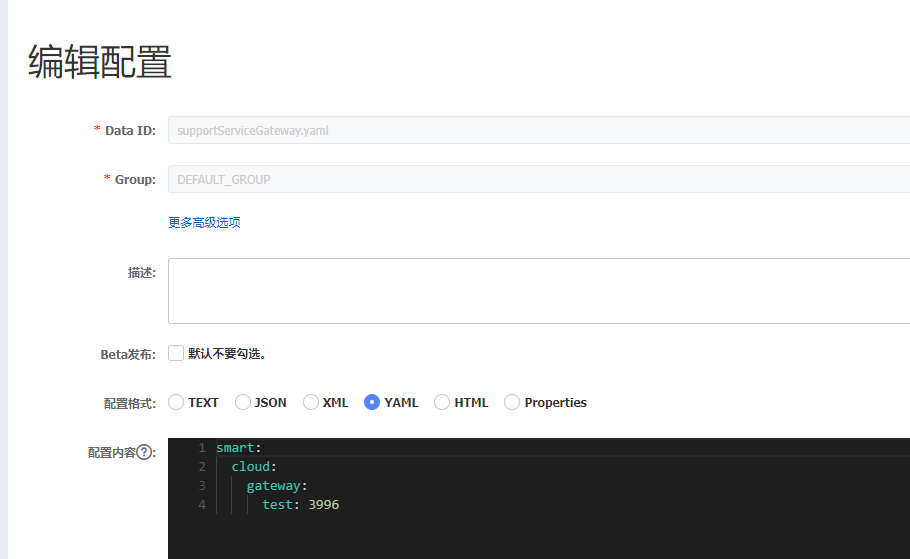 编辑配置
* Data ID: supportServiceGateway.yaml
* Group: DEFAULT_GROUP
更多高级选项
描述:
Beta发布: 默认不要勾选。
配置格式: TEXT JSON XML YAML HTML Properties
配置内容?: 1 smart:
2 cloud:
3 gateway:
4 test: 3996